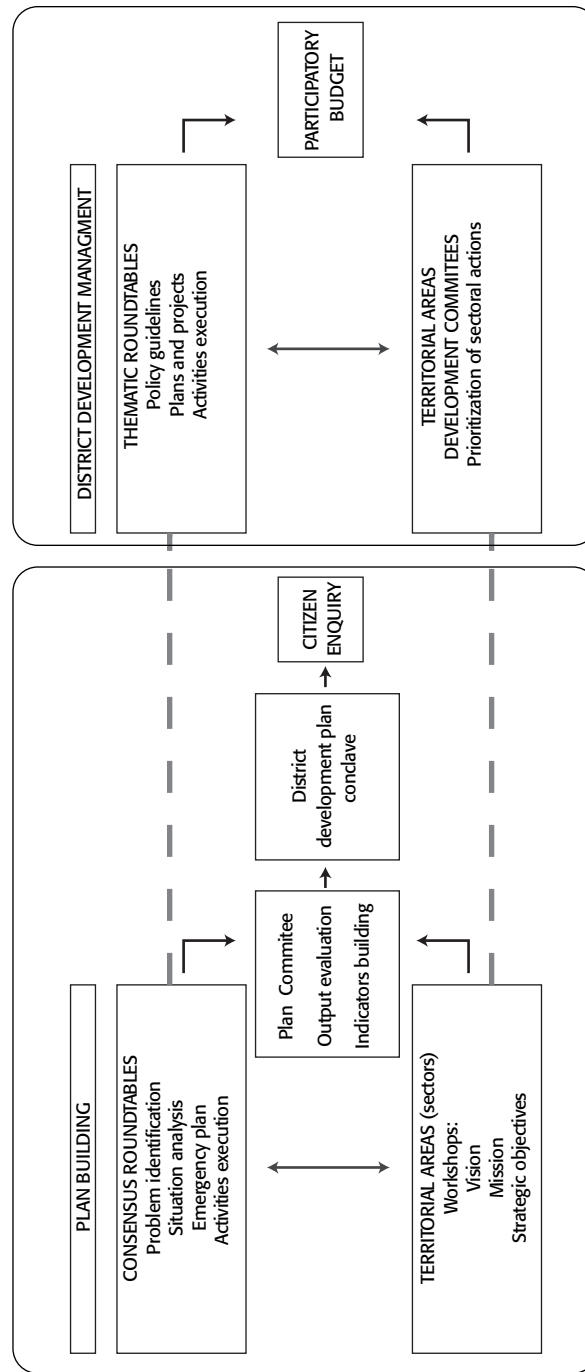 PLAN BUILDING
CONSENSUS ROUNDTABLES
Problem identification
Situation analysis
Emergency plan
Activities execution
TERRITORIAL AREAS (sectors)
Workshops:
Vision
Mission
Strategic objectives
Plan Commitee
Output evaluation
Indicators building
District
development plan
conclave
CITIZEN
ENQUIRY
DISTRICT DEVELOPMENT MANAGMENT
THEMATIC ROUNDTABLES
Policy guidelines
Plans and projects
Activities execution
TERRITORIAL AREAS
DEVELOPMENT COMMITEES
Prioritization of sectoral actions
PARTICIPATORY
BUDGET